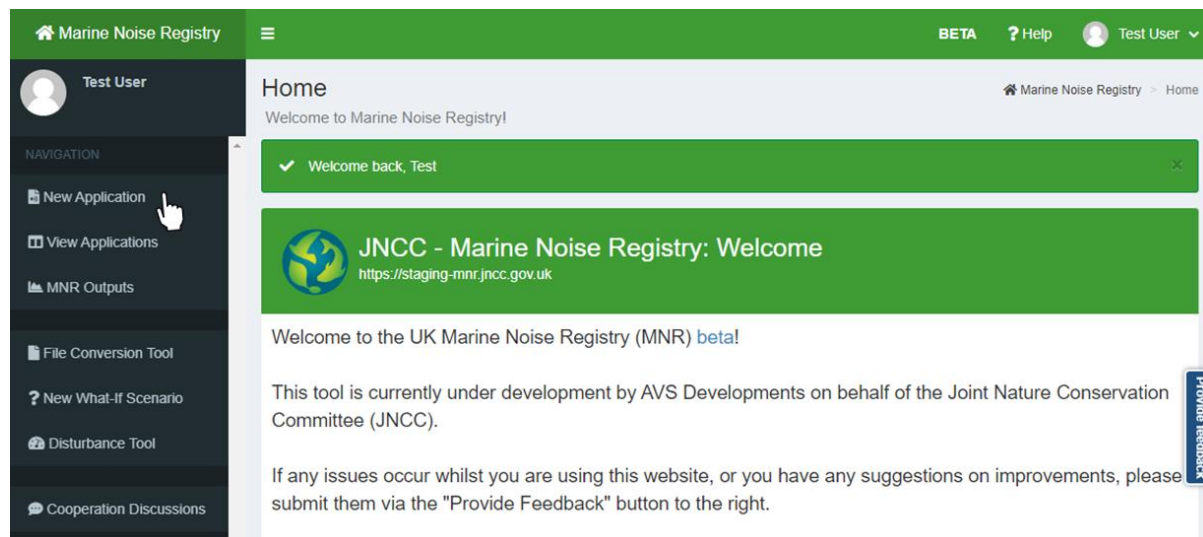 Marine Noise Registry
BETA
? Help
Test User
Test User
Home
Marine Noise Registry > Home
Welcome to Marine Noise Registry!
NAVIGATION
Welcome back, Test
×
New Application
View Applications
MNR Outputs
File Conversion Tool
? New What-If Scenario
Disturbance Tool
Cooperation Discussions
JNCC - Marine Noise Registry: Welcome
https://staging-mnr.jncc.gov.uk
Welcome to the UK Marine Noise Registry (MNR) beta!
This tool is currently under development by AVS Developments on behalf of the Joint Nature Conservation
Committee (JNCC).
If any issues occur whilst you are using this website, or you have any suggestions on improvements, please
submit them via the "Provide Feedback" button to the right.
Provide feedback